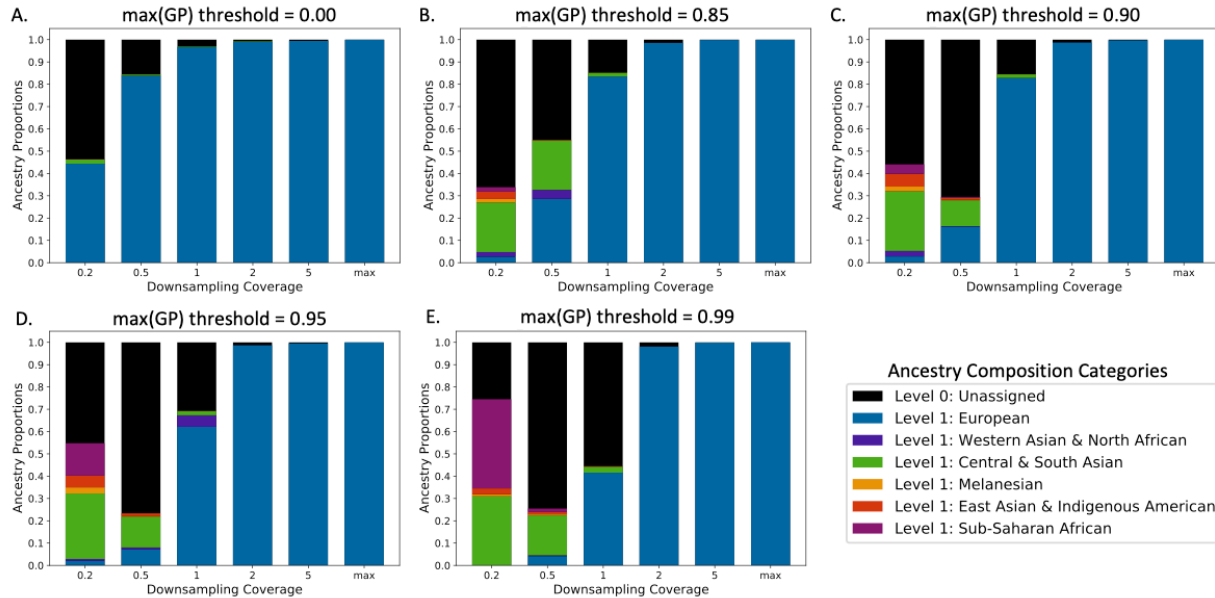 A.
max(GP) threshold = 0.00
Ancestry Proportions
1.0
0.9
0.8
0.7
0.6
0.5
0.4
0.3
0.2
0.1
0.0
0.2 0.5 1 2 5 max
Downsampling Coverage
B.
max(GP) threshold = 0.85
Ancestry Proportions
1.0
0.9
0.8
0.7
0.6
0.5
0.4
0.3
0.2
0.1
0.0
0.2 0.5 1 2 5 max
Downsampling Coverage
C.
max(GP) threshold = 0.90
Ancestry Proportions
1.0
0.9
0.8
0.7
0.6
0.5
0.4
0.3
0.2
0.1
0.0
0.2 0.5 1 2 5 max
Downsampling Coverage
D.
max(GP) threshold = 0.95
Ancestry Proportions
1.0
0.9
0.8
0.7
0.6
0.5
0.4
0.3
0.2
0.1
0.0
0.2 0.5 1 2 5 max
Downsampling Coverage
E.
max(GP) threshold = 0.99
Ancestry Proportions
1.0
0.9
0.8
0.7
0.6
0.5
0.4
0.3
0.2
0.1
0.0
0.2 0.5 1 2 5 max
Downsampling Coverage
Ancestry Composition Categories
Level 0: Unassigned
Level 1: European
Level 1: Western Asian & North African
Level 1: Central & South Asian
Level 1: Melanesian
Level 1: East Asian & Indigenous American
Level 1: Sub-Saharan African